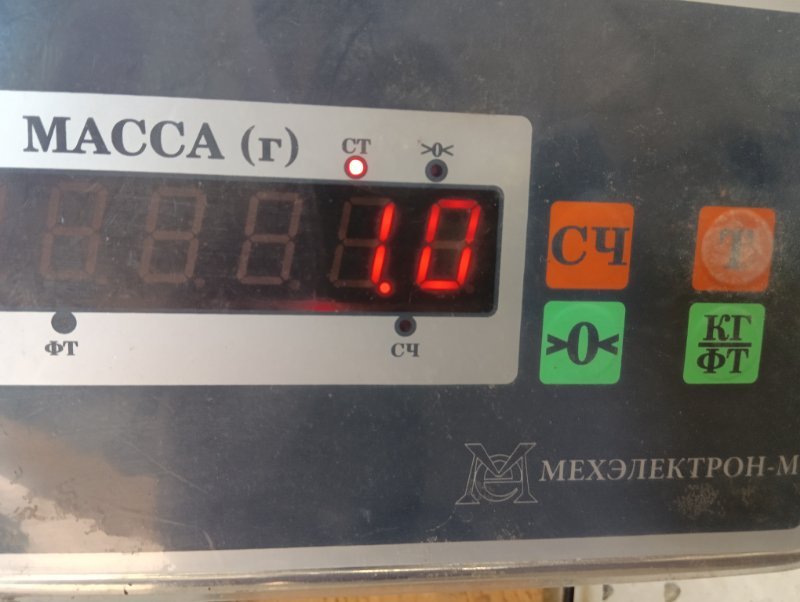 МАССА (г)
СТ
>0<
1.0
ФТ
СЧ
СЧ
Т
>0<
КГ
ФТ
МЕХЭЛЕКТРОН-М